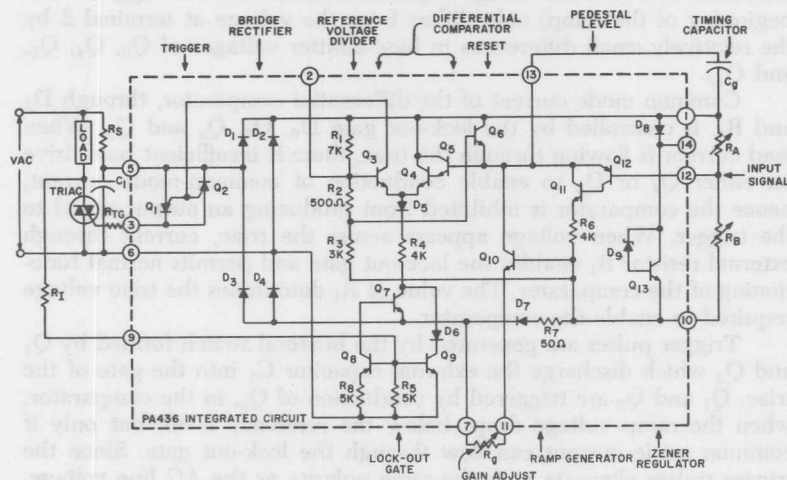 BRIDGE
RECTIFIER
REFERENCE
VOLTAGE
DIVIDER
DIFFERENTIAL
COMPARATOR
PEDESTAL
LEVEL
TIMING
CAPACITOR
TRIGGER
RESET
2
13
Cg
LOAD
RS
D1
D2
R1
7K
Q3
Q4
Q5
Q6
D8
1
14
RA
VAC
5
C1
Q2
R2
500Ω
D5
Q11
Q12
12
INPUT
SIGNAL
TRIAC
RTG
3
Q1
R3
3K
R4
4K
Q10
R6
4K
D9
RB
6
RI
D3
D4
Q7
Q13
D7
R7
50Ω
10
9
D6
Q8
Q9
R8
5K
R5
5K
PA436 INTEGRATED CIRCUIT
7
11
Rg
LOCK-OUT
GATE
GAIN ADJUST
RAMP GENERATOR
ZENER
REGULATOR